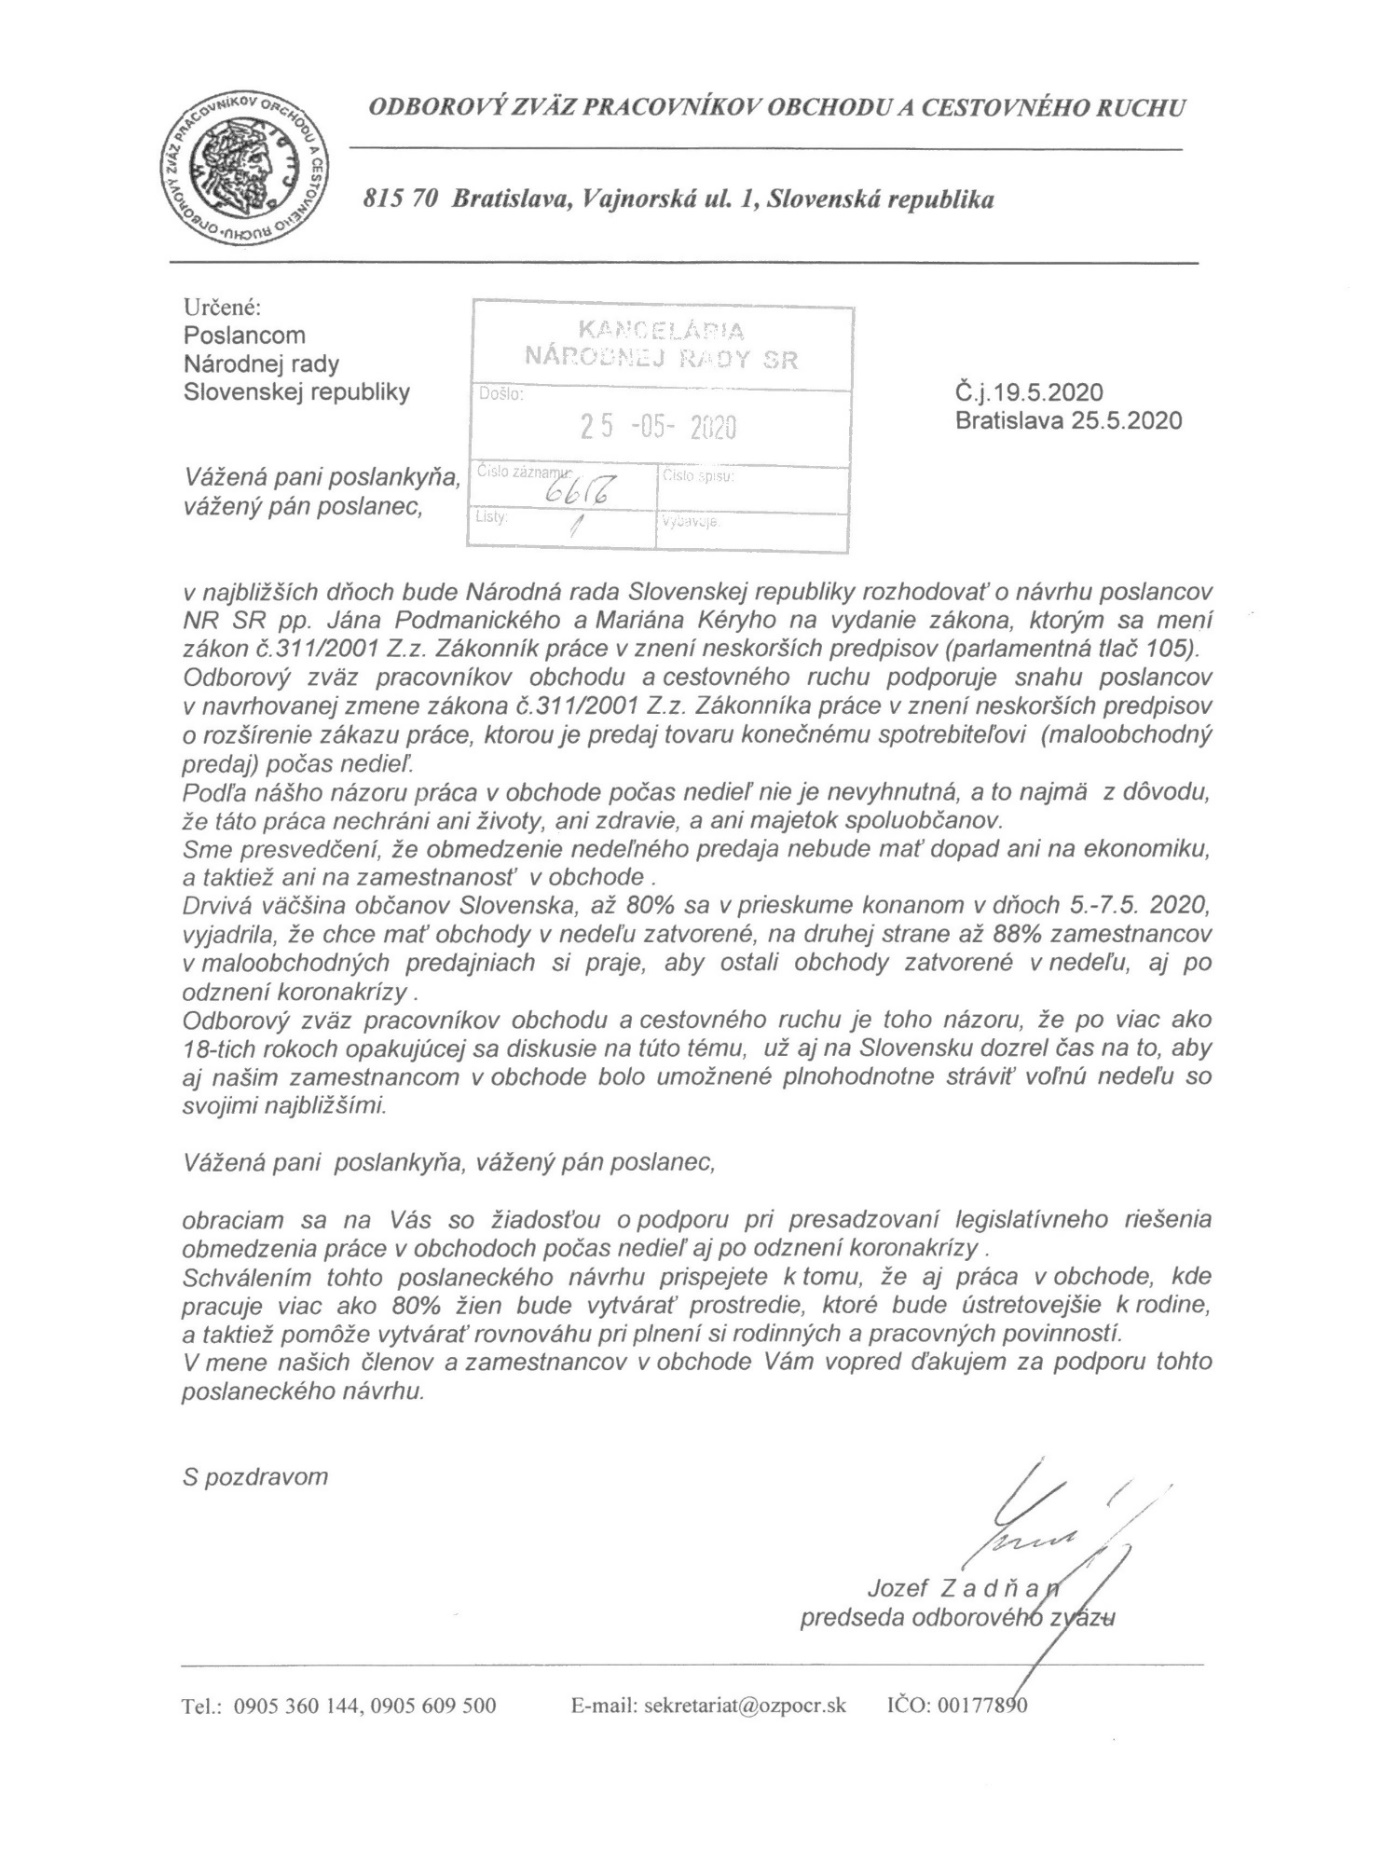 ODBOROVÝ ZVÄZ PRACOVNÍKOV OBCHODU A CESTOVNÉHO RUCHU
ODBOROVÝ ZVÄZ PRACOVNÍKOV OBCHODU A CESTOVNÉHO RUCHU
815 70 Bratislava, Vajnorská ul. 1, Slovenská republika
Určené:
Poslancom
Národnej rady
Slovenskej republiky
KANCELÁRIA
NÁRODNEJ RADY SR
Došlo:
25 -05- 2020
Číslo záznamu:
Číslo spisu:
Listy: 1
Vybavuje:
Č.j.19.5.2020
Bratislava 25.5.2020
Vážená pani poslankyňa,
vážený pán poslanec,
v najbližších dňoch bude Národná rada Slovenskej republiky rozhodovať o návrhu poslancov
NR SR pp. Jána Podmanického a Mariána Kéryho na vydanie zákona, ktorým sa mení
zákon č.311/2001 Z.z. Zákonník práce v znení neskorších predpisov (parlamentná tlač 105).
Odborový zväz pracovníkov obchodu a cestovného ruchu podporuje snahu poslancov
v navrhovanej zmene zákona č.311/2001 Z.z. Zákonníka práce v znení neskorších predpisov
o rozšírenie zákazu práce, ktorou je predaj tovaru konečnému spotrebiteľovi (maloobchodný
predaj) počas nedieľ.
Podľa nášho názoru práca v obchode počas nedieľ nie je nevyhnutná, a to najmä z dôvodu,
že táto práca nechráni ani životy, ani zdravie, a ani majetok spoluobčanov.
Sme presvedčení, že obmedzenie nedeľného predaja nebude mať dopad ani na ekonomiku,
a taktiež ani na zamestnanosť v obchode .
Drvivá väčšina občanov Slovenska, až 80% sa v prieskume konanom v dňoch 5.-7.5. 2020,
vyjadrila, že chce mať obchody v nedeľu zatvorené, na druhej strane až 88% zamestnancov
v maloobchodných predajniach si praje, aby ostali obchody zatvorené v nedeľu, aj po
odznení koronakrízy .
Odborový zväz pracovníkov obchodu a cestovného ruchu je toho názoru, že po viac ako
18-tich rokoch opakujúcej sa diskusie na túto tému, už aj na Slovensku dozrel čas na to, aby
aj našim zamestnancom v obchode bolo umožnené plnohodnotne stráviť voľnú nedeľu so
svojimi najbližšími.
Vážená pani poslankyňa, vážený pán poslanec,
obraciam sa na Vás so žiadosťou o podporu pri presadzovaní legislatívneho riešenia
obmedzenia práce v obchodoch počas nedieľ aj po odznení koronakrízy .
Schválením tohto poslaneckého návrhu prispejete k tomu, že aj práca v obchode, kde
pracuje viac ako 80% žien bude vytvárať prostredie, ktoré bude ústretovejšie k rodine,
a taktiež pomôže vytvárať rovnováhu pri plnení si rodinných a pracovných povinností.
V mene našich členov a zamestnancov v obchode Vám vopred ďakujem za podporu tohto
poslaneckého návrhu.
S pozdravom
Jozef Z a d ň a n
predseda odborového zväzu
Tel.: 0905 360 144, 0905 609 500 E-mail: sekretariat@ozpocr.sk IČO: 00177890